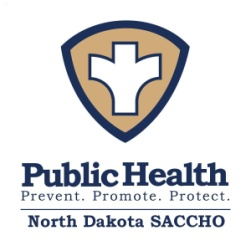 Public Health
Prevent. Promote. Protect.
North Dakota SACCHO